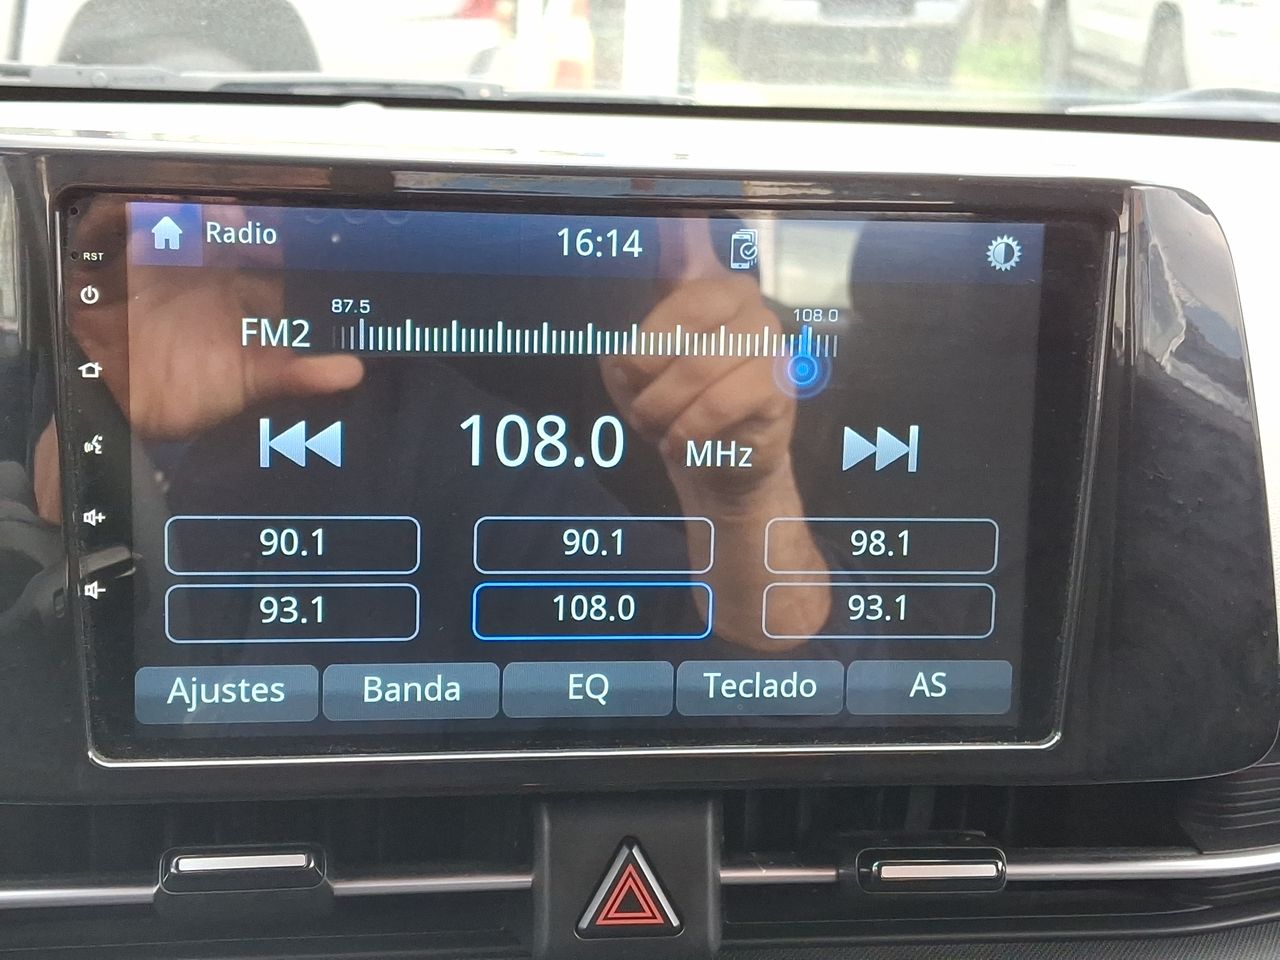 Radio
16:14
RST
87.5
108.0
FM2
108.0 MHz
90.1
90.1
98.1
93.1
108.0
93.1
Ajustes
Banda
EQ
Teclado
AS